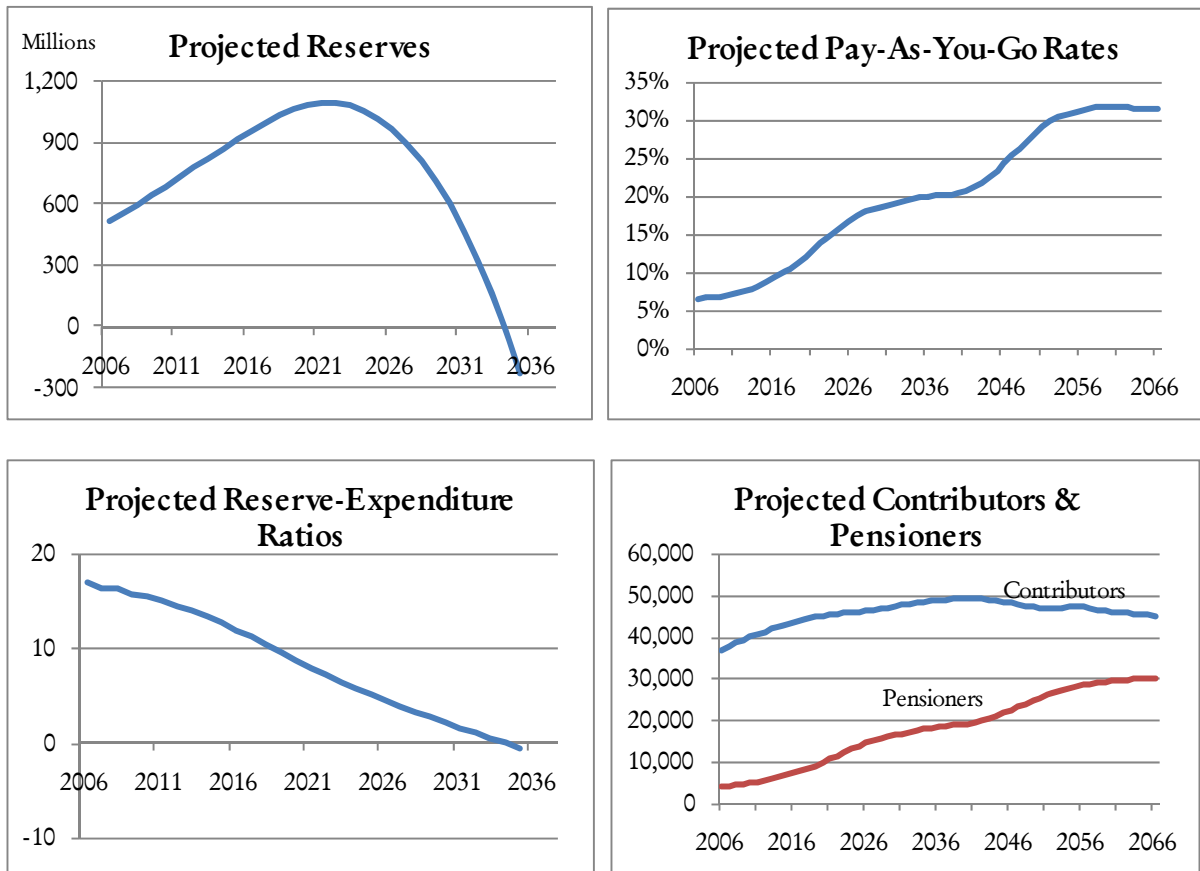 Millions
Projected Reserves
1,200
900
600
300
0
-300
2006 2011 2016 2021 2026 2031 2036
Projected Pay-As-You-Go Rates
35%
30%
25%
20%
15%
10%
5%
0%
2006 2016 2026 2036 2046 2056 2066
Projected Reserve-Expenditure
Ratios
20
10
0
-10
2006 2011 2016 2021 2026 2031 2036
Projected Contributors &
Pensioners
60,000
50,000
40,000
30,000
20,000
10,000
0
Contributors
Pensioners
2006 2016 2026 2036 2046 2056 2066